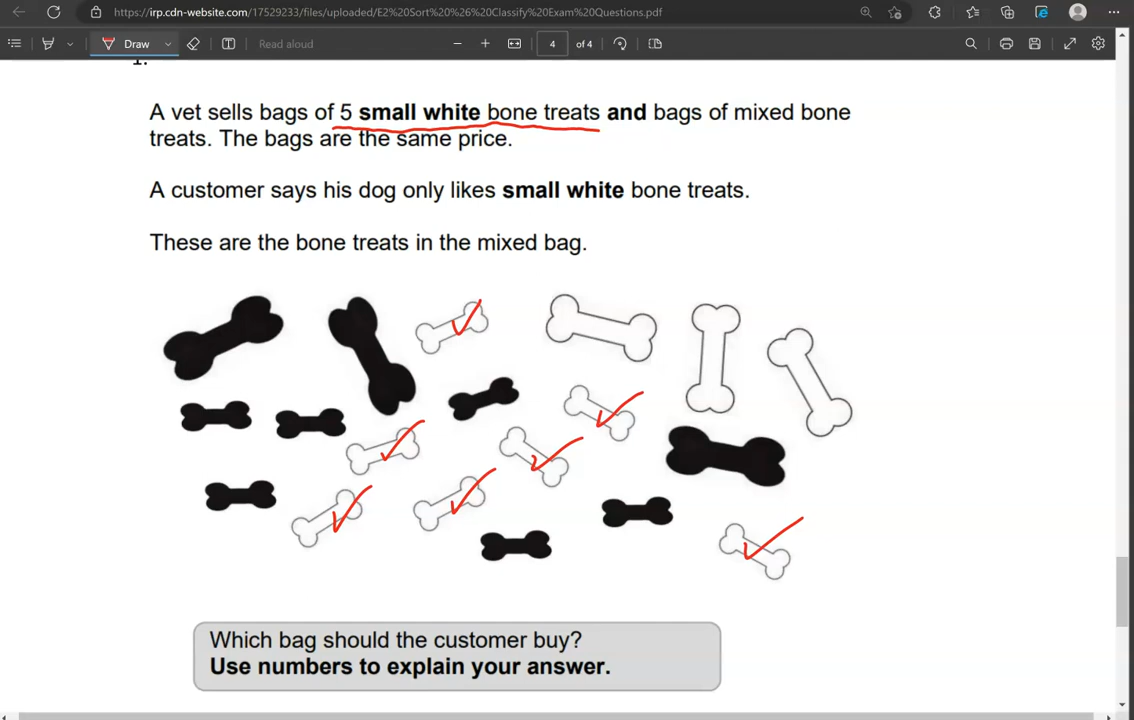 https://irp.cdn-website.com/17529233/files/uploaded/E2%20Sort%20%26%20Classify%20Exam%20Questions.pdf
Draw
Read aloud
4
of 4
1.
A vet sells bags of 5 small white bone treats and bags of mixed bone
treats. The bags are the same price.
A customer says his dog only likes small white bone treats.
These are the bone treats in the mixed bag.
Which bag should the customer buy?
Use numbers to explain your answer.